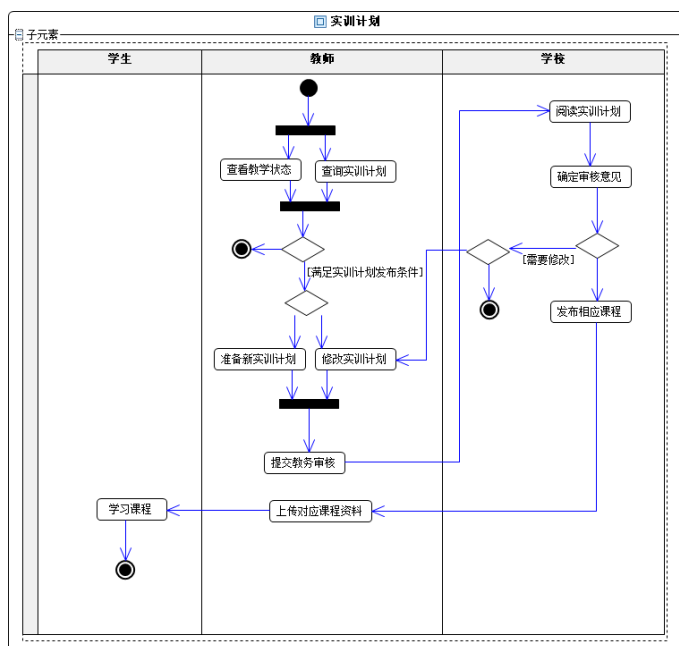 实训计划
子元素
学生
教师
学校
阅读实训计划
查看教学状态
查询实训计划
确定审核意见
[需要修改]
[满足实训计划发布条件]
发布相应课程
准备新实训计划
修改实训计划
提交教务审核
学习课程
上传对应课程资料